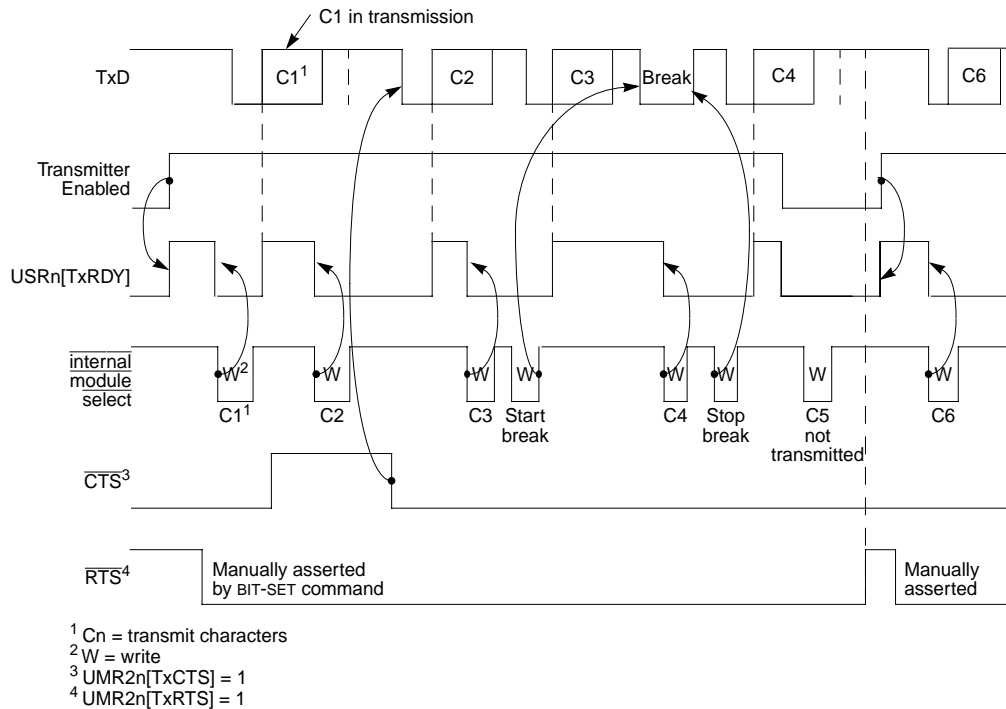 C1 in transmission
TxD
C1¹
C2
C3
Break
C4
C6
Transmitter
Enabled
USRn[TxRDY]
internal
module
select
W²
W
W
W
W
W
W
W
C1¹
C2
C3
Start
break
C4
Stop
break
C5
not
transmitted
C6
CTS³
RTS⁴
Manually asserted
by BIT-SET command
Manually
asserted
¹ Cn = transmit characters
² W = write
³ UMR2n[TxCTS] = 1
⁴ UMR2n[TxRTS] = 1